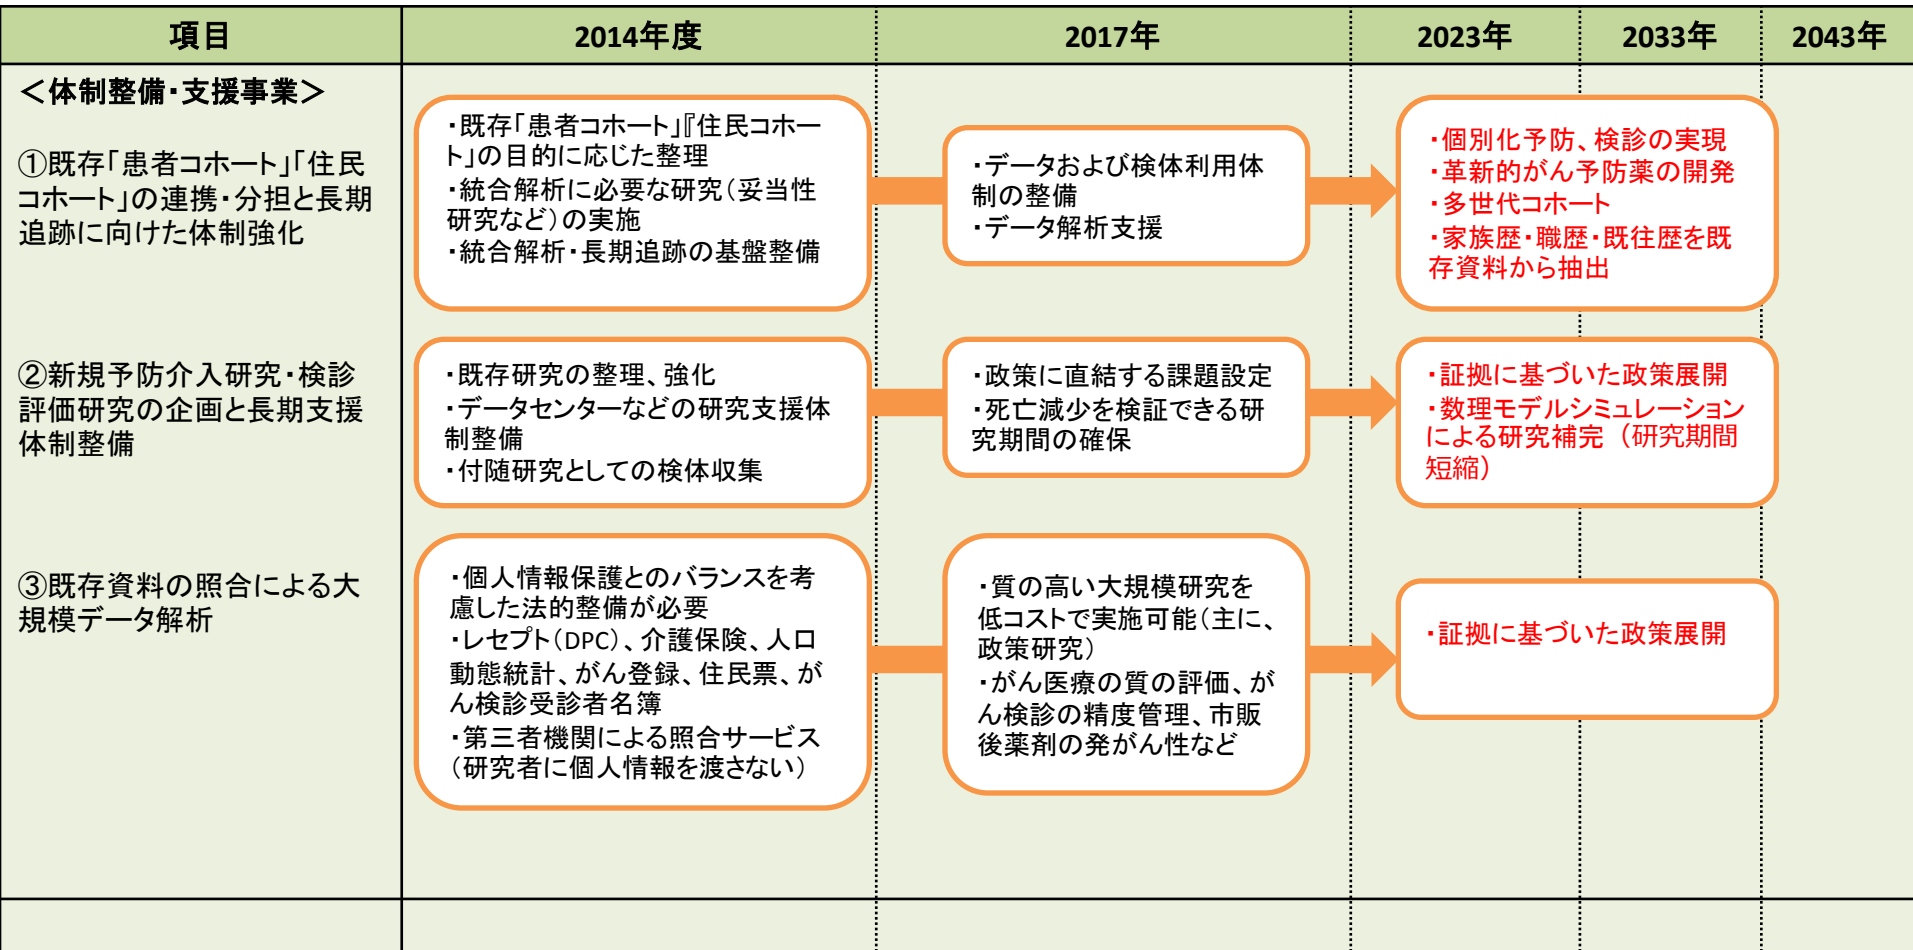 項目
2014年度
2017年
2023年
2033年
2043年
＜体制整備・支援事業＞
①既存「患者コホート」「住民
コホート」の連携・分担と長期
追跡に向けた体制強化
・既存「患者コホート」『住民コホー
ト」の目的に応じた整理
・統合解析に必要な研究（妥当性
研究など）の実施
・統合解析・長期追跡の基盤整備
・データおよび検体利用体
制の整備
・データ解析支援
・個別化予防、検診の実現
・革新的がん予防薬の開発
・多世代コホート
・家族歴・職歴・既往歴を既
存資料から抽出
②新規予防介入研究・検診
評価研究の企画と長期支援
体制整備
・既存研究の整理、強化
・データセンターなどの研究支援体
制整備
・付随研究としての検体収集
・政策に直結する課題設定
・死亡減少を検証できる研
究期間の確保
・証拠に基づいた政策展開
・数理モデルシミュレーション
による研究補完（研究期間
短縮）
③既存資料の照合による大
規模データ解析
・個人情報保護とのバランスを考
慮した法的整備が必要
・レセプト（DPC）、介護保険、人口
動態統計、がん登録、住民票、が
ん検診受診者名簿
・第三者機関による照合サービス
（研究者に個人情報を渡さない）
・質の高い大規模研究を
低コストで実施可能（主に、
政策研究）
・がん医療の質の評価、が
ん検診の精度管理、市販
後薬剤の発がん性など
・証拠に基づいた政策展開